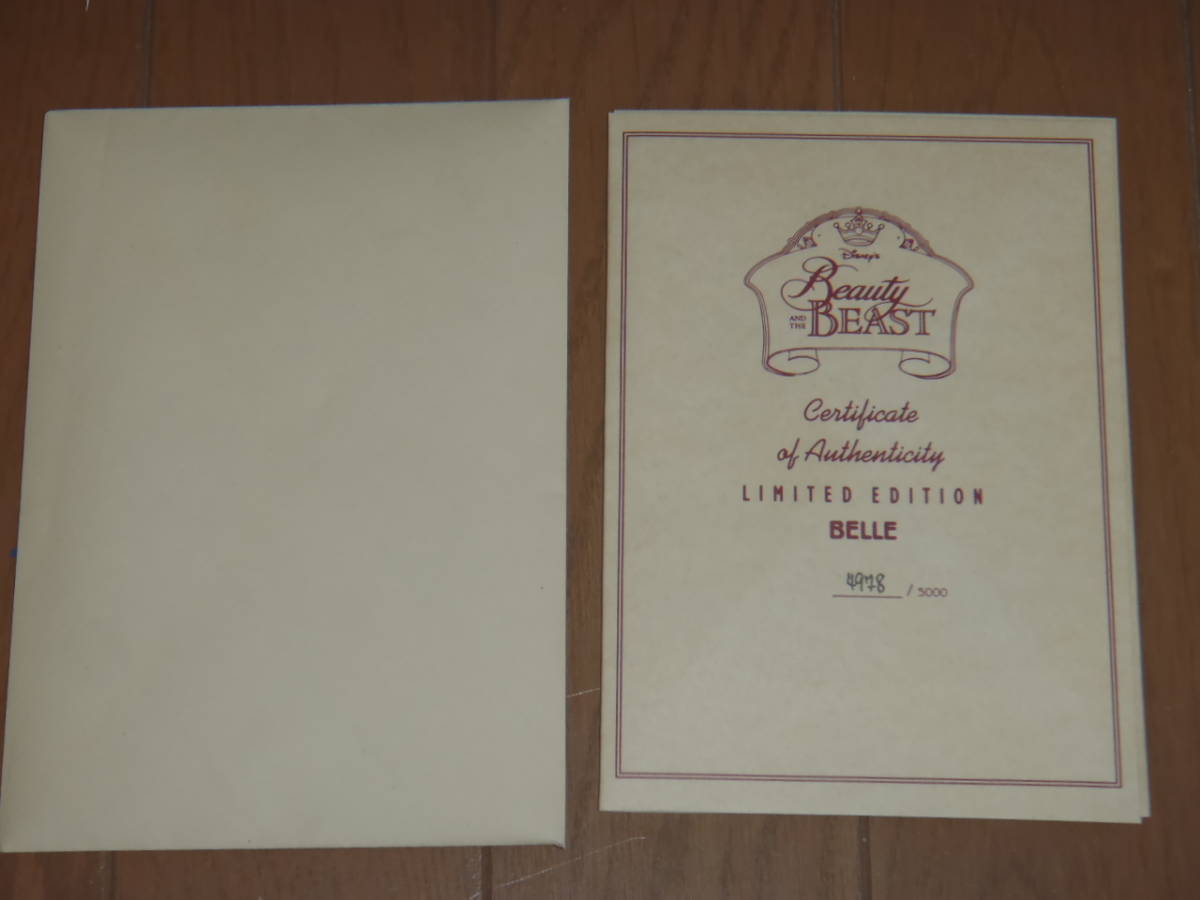 Disney's
Beauty
AND THE BEAST
Certificate
of Authenticity
LIMITED EDITION
BELLE
4978 / 5000